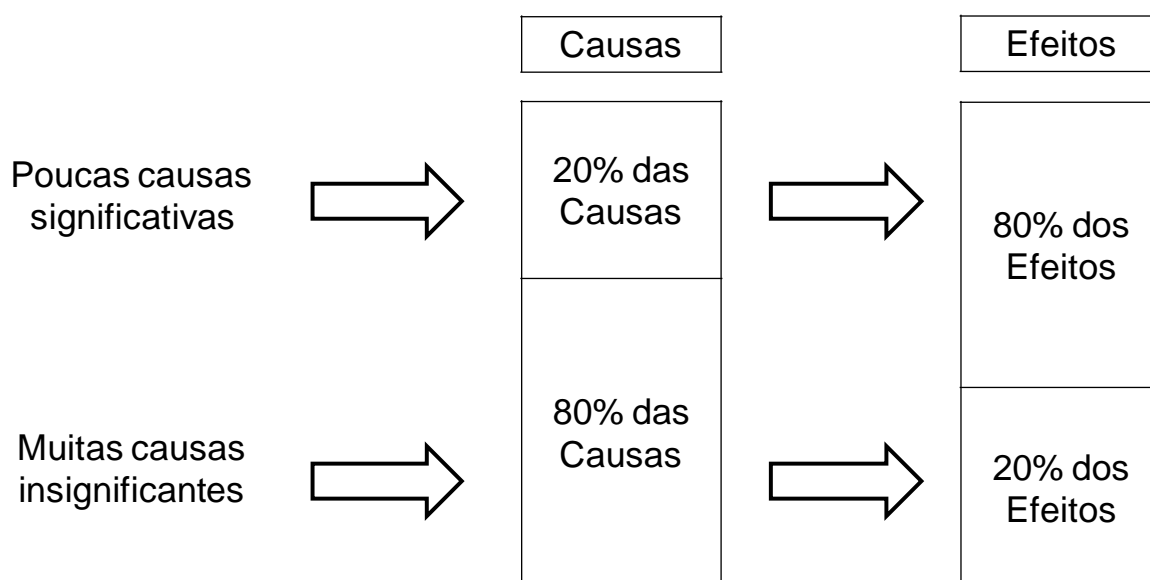 Causas
Efeitos
Poucas causas
significativas
20% das
Causas
80% dos
Efeitos
Muitas causas
insignificantes
80% das
Causas
20% dos
Efeitos